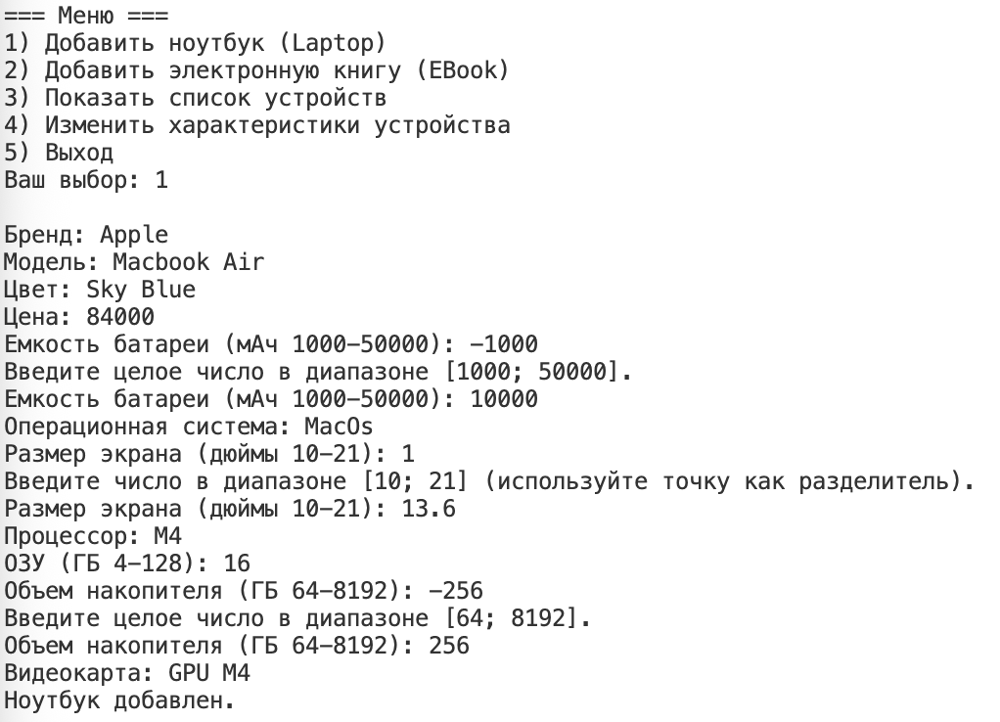 === Меню ===
1) Добавить ноутбук (Laptop)
2) Добавить электронную книгу (EBook)
3) Показать список устройств
4) Изменить характеристики устройства
5) Выход
Ваш выбор: 1
Бренд: Apple
Модель: Macbook Air
Цвет: Sky Blue
Цена: 84000
Емкость батареи (мАч 1000–50000): -1000
Введите целое число в диапазоне [1000; 50000].
Емкость батареи (мАч 1000–50000): 10000
Операционная система: MacOs
Размер экрана (дюймы 10–21): 1
Введите число в диапазоне [10; 21] (используйте точку как разделитель).
Размер экрана (дюймы 10–21): 13.6
Процессор: M4
ОЗУ (ГБ 4–128): 16
Объем накопителя (ГБ 64–8192): -256
Введите целое число в диапазоне [64; 8192].
Объем накопителя (ГБ 64–8192): 256
Видеокарта: GPU M4
Ноутбук добавлен.